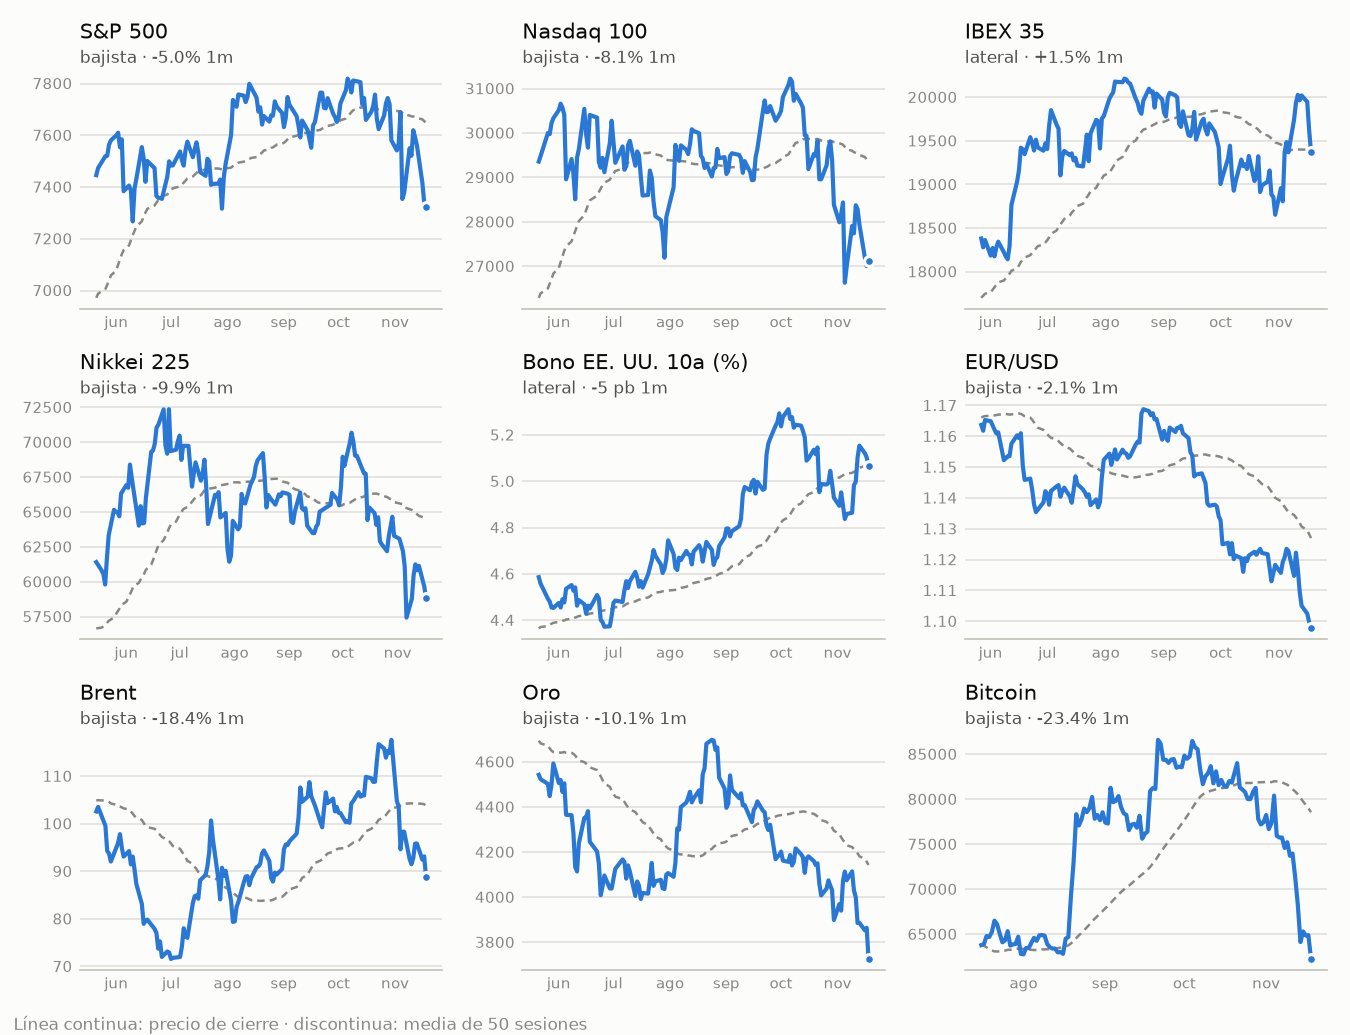 S&P 500
bajista · -5.0% 1m
7800
7600
7400
7200
7000
jun jul ago sep oct nov
Nasdaq 100
bajista · -8.1% 1m
31000
30000
29000
28000
27000
jun jul ago sep oct nov
IBEX 35
lateral · +1.5% 1m
20000
19500
19000
18500
18000
jun jul ago sep oct nov
Nikkei 225
bajista · -9.9% 1m
72500
70000
67500
65000
62500
60000
57500
jun jul ago sep oct nov
Bono EE. UU. 10a (%)
lateral · -5 pb 1m
5.2
5.0
4.8
4.6
4.4
jun jul ago sep oct nov
EUR/USD
bajista · -2.1% 1m
1.17
1.16
1.15
1.14
1.13
1.12
1.11
1.10
jun jul ago sep oct nov
Brent
bajista · -18.4% 1m
110
100
90
80
70
jun jul ago sep oct nov
Oro
bajista · -10.1% 1m
4600
4400
4200
4000
3800
jun jul ago sep oct nov
Bitcoin
bajista · -23.4% 1m
85000
80000
75000
70000
65000
ago sep oct nov
Línea continua: precio de cierre · discontinua: media de 50 sesiones